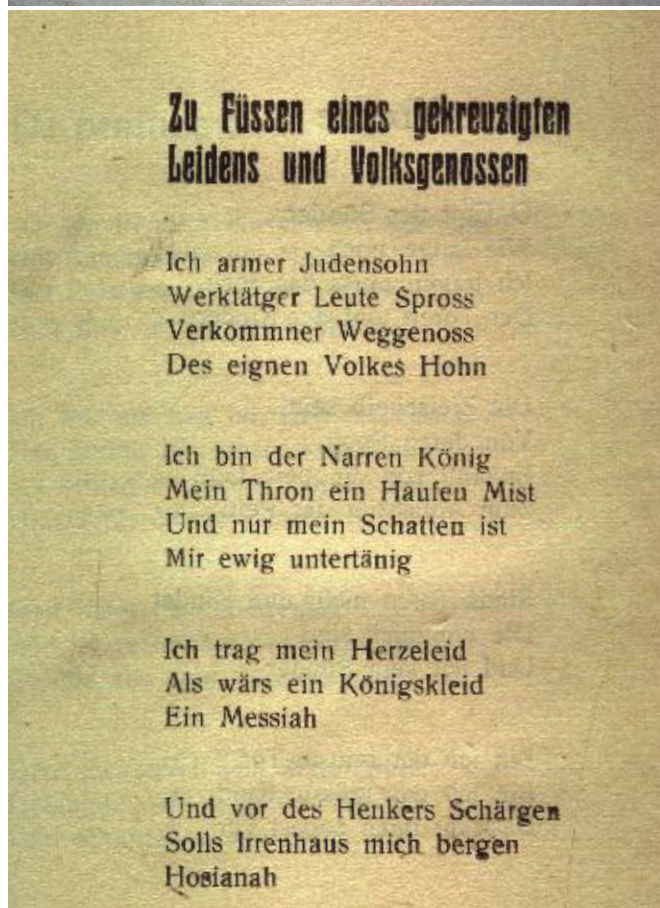 Zu Füssen eines gekreuzigten
Leidens und Volksgenossen
Ich armer Judensohn
Werktätger Leute Spross
Verkommner Weggenoss
Des eignen Volkes Hohn
Ich bin der Narren König
Mein Thron ein Haufen Mist
Und nur mein Schatten ist
Mir ewig untertänig
Ich trag mein Herzeleid
Als wärs ein Königskleid
Ein Messiah
Und vor des Henkers Schärgen
Solls Irrenhaus mich bergen
Hosianah